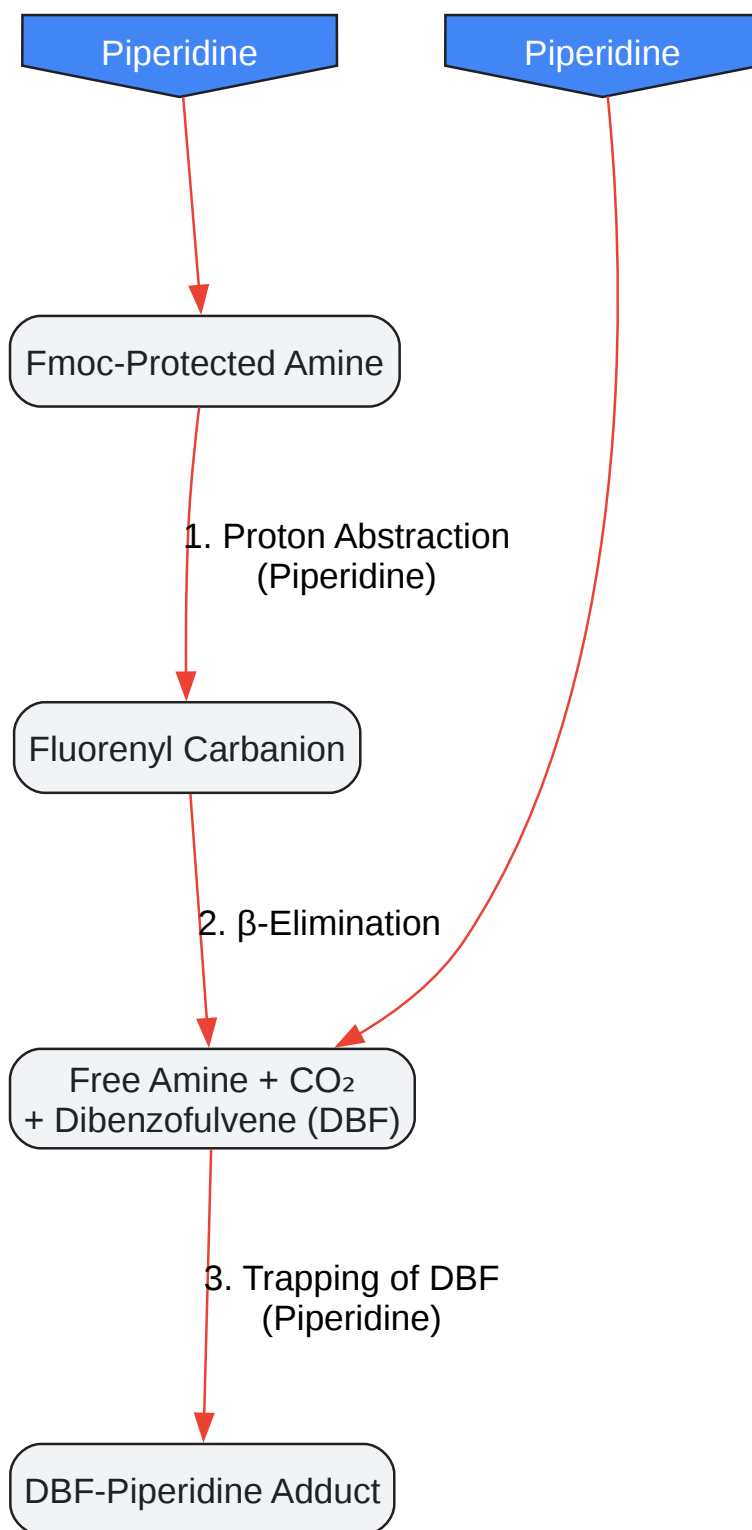 Piperidine
Piperidine
Fmoc-Protected Amine
1. Proton Abstraction
(Piperidine)
Fluorenyl Carbanion
2. β-Elimination
Free Amine + CO₂
+ Dibenzofulvene (DBF)
3. Trapping of DBF
(Piperidine)
DBF-Piperidine Adduct